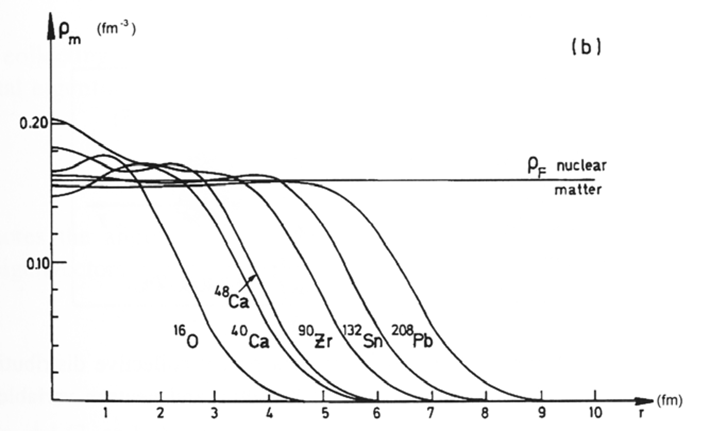 ρm (fm-3)
(b)
0.20
ρF nuclear
matter
0.10
48Ca
16O
40Ca
90Zr
132Sn
208Pb
1 2 3 4 5 6 7 8 9 10 r (fm)